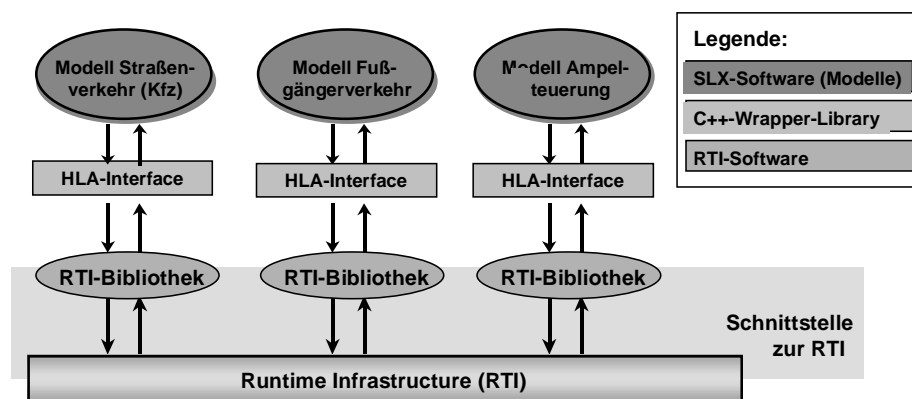 Modell Straßen-
verkehr (Kfz)
Modell Fuß-
gängerverkehr
Modell Ampel-
teuerung
Legende:
SLX-Software (Modelle)
C++-Wrapper-Library
RTI-Software
HLA-Interface
HLA-Interface
HLA-Interface
RTI-Bibliothek
RTI-Bibliothek
RTI-Bibliothek
Schnittstelle
zur RTI
Runtime Infrastructure (RTI)